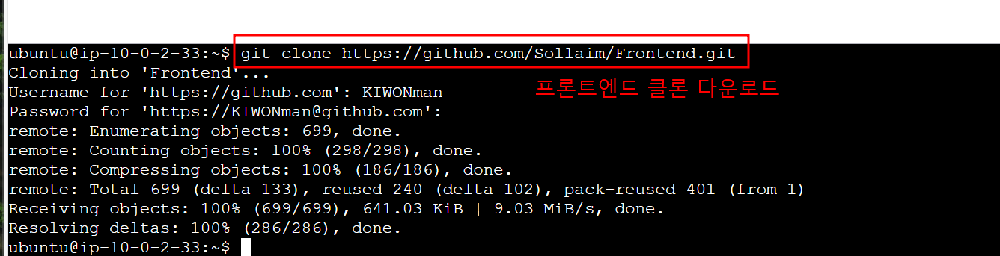 ubuntu@ip-10-0-2-33:~$ git clone https://github.com/Sollaim/Frontend.git
Cloning into 'Frontend'...
Username for 'https://github.com': KIWONman
프론트엔드 클론 다운로드
Password for 'https://KIWONman@github.com':
remote: Enumerating objects: 699, done.
remote: Counting objects: 100% (298/298), done.
remote: Compressing objects: 100% (186/186), done.
remote: Total 699 (delta 133), reused 240 (delta 102), pack-reused 401 (from 1)
Receiving objects: 100% (699/699), 641.03 KiB | 9.03 MiB/s, done.
Resolving deltas: 100% (286/286), done.
ubuntu@ip-10-0-2-33:~$